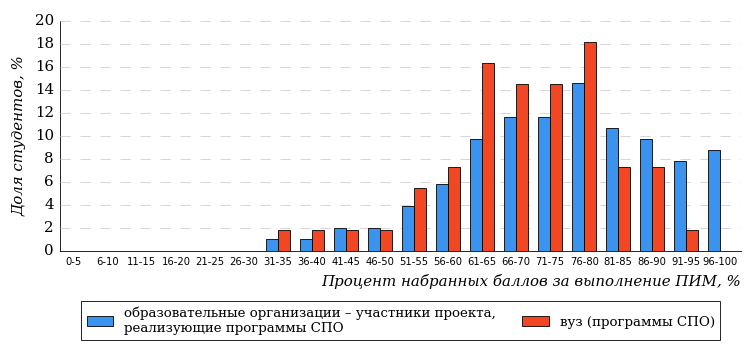 Доля студентов, %
20
18
16
14
12
10
8
6
4
2
0
0-5 6-10 11-15 16-20 21-25 26-30 31-35 36-40 41-45 46-50 51-55 56-60 61-65 66-70 71-75 76-80 81-85 86-90 91-95 96-100
Процент набранных баллов за выполнение ПИМ, %
образовательные организации – участники проекта,
реализующие программы СПО
вуз (программы СПО)